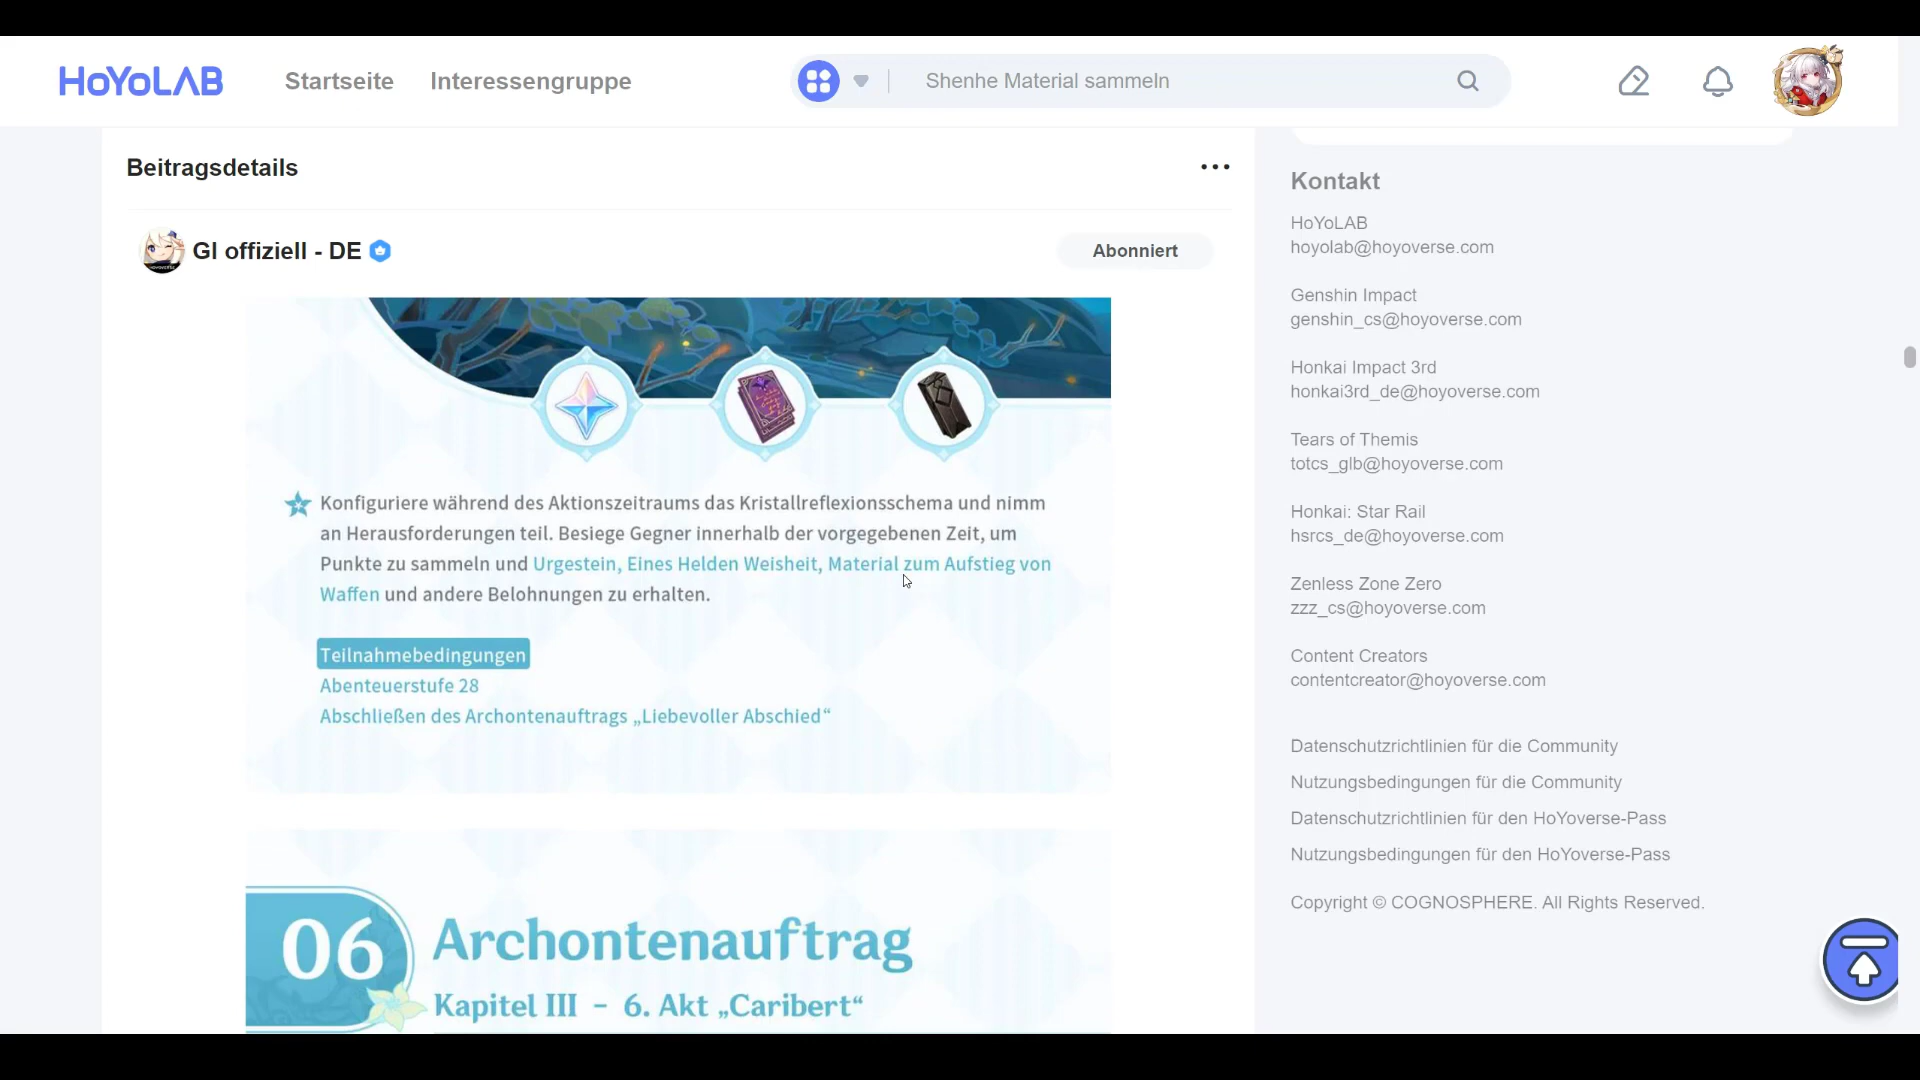 HoYoLAB
Startseite
Interessengruppe
Shenhe Material sammeln
Beitragsdetails
GI offiziell - DE
Abonniert
Konfiguriere während des Aktionszeitraums das Kristallreflexionsschema und nimm
an Herausforderungen teil. Besiege Gegner innerhalb der vorgegebenen Zeit, um
Punkte zu sammeln und Urgestein, Eines Helden Weisheit, Material zum Aufstieg von
Waffen und andere Belohnungen zu erhalten.
Teilnahmebedingungen
Abenteuerstufe 28
Abschließen des Archontenauftrags „Liebevoller Abschied“
06
Archontenauftrag
Kapitel III – 6. Akt „Caribert“
Kontakt
HoYoLAB
hoyolab@hoyoverse.com
Genshin Impact
genshin_cs@hoyoverse.com
Honkai Impact 3rd
honkai3rd_de@hoyoverse.com
Tears of Themis
totcs_glb@hoyoverse.com
Honkai: Star Rail
hsrcs_de@hoyoverse.com
Zenless Zone Zero
zzz_cs@hoyoverse.com
Content Creators
contentcreator@hoyoverse.com
Datenschutzrichtlinien für die Community
Nutzungsbedingungen für die Community
Datenschutzrichtlinien für den HoYoverse-Pass
Nutzungsbedingungen für den HoYoverse-Pass
Copyright © COGNOSPHERE. All Rights Reserved.